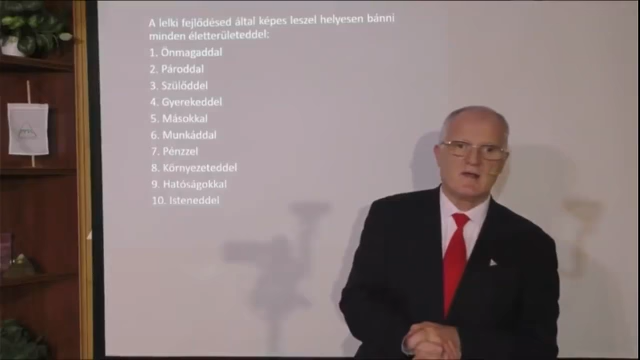 A lelki fejlődésed által képes leszel helyesen bánni
minden életterületeddel:
1. Önmagaddal
2. Pároddal
3. Szülőddel
4. Gyerekeddel
5. Másokkal
6. Munkáddal
7. Pénzzel
8. Környezeteddel
9. Hatóságokkal
10. Isteneddel